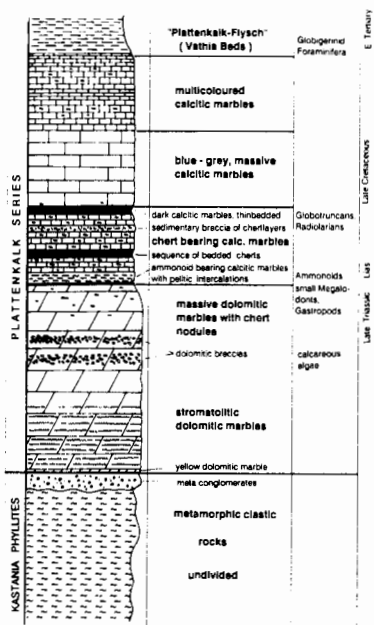 "Plattenkalk-Flysch"
(Vathia Beds)
Globigerinid
Foraminifera
E Tertiary
multicoloured
calcitic marbles
blue - grey, massive
calcitic marbles
Late Cretaceous
PLATTENKALK SERIES
dark calcitic marbles, thinbedded
sedimentary breccia of chertlayers
chert bearing calc. marbles
sequence of bedded cherts
ammonoid bearing calcitic marbles
with pelitic intercalations
Globotruncans
Radiolarians
Ammonoids
small Megalo-
donts,
Gastropods
Lias
Late Triassic
massive dolomitic
marbles with chert
nodules
-> dolomitic breccies
calcareous
algae
stromatolitic
dolomitic marbles
yellow dolomitic marble
meta conglomerates
KASTANIA PHYLLITES
metamorphic clastic
rocks
undivided